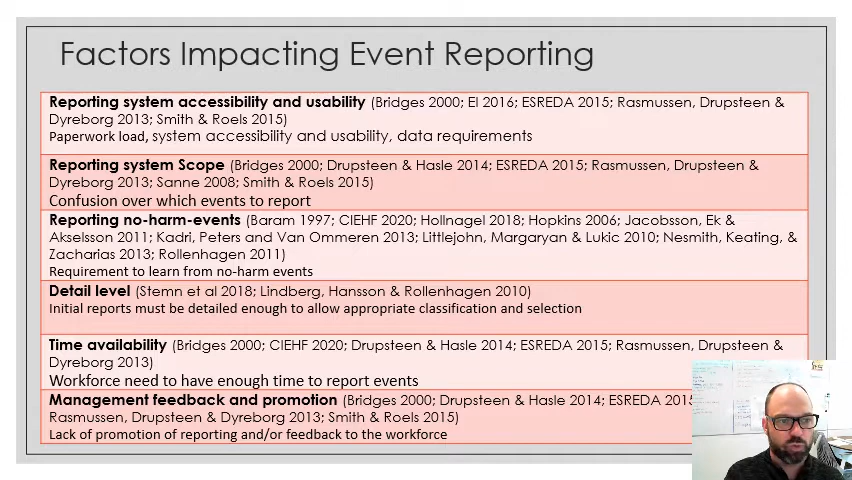 Factors Impacting Event Reporting
Reporting system accessibility and usability (Bridges 2000; EI 2016; ESREDA 2015; Rasmussen, Drupsteen &
Dyreborg 2013; Smith & Roels 2015)
Paperwork load, system accessibility and usability, data requirements
Reporting system Scope (Bridges 2000; Drupsteen & Hasle 2014; ESREDA 2015; Rasmussen, Drupsteen &
Dyreborg 2013; Sanne 2008; Smith & Roels 2015)
Confusion over which events to report
Reporting no-harm-events (Baram 1997; CIEHF 2020; Hollnagel 2018; Hopkins 2006; Jacobsson, Ek &
Akselsson 2011; Kadri, Peters and Van Ommeren 2013; Littlejohn, Margaryan & Lukic 2010; Nesmith, Keating, &
Zacharias 2013; Rollenhagen 2011)
Requirement to learn from no-harm events
Detail level (Stemn et al 2018; Lindberg, Hansson & Rollenhagen 2010)
Initial reports must be detailed enough to allow appropriate classification and selection
Time availability (Bridges 2000; CIEHF 2020; Drupsteen & Hasle 2014; ESREDA 2015; Rasmussen, Drupsteen &
Dyreborg 2013)
Workforce need to have enough time to report events
Management feedback and promotion (Bridges 2000; Drupsteen & Hasle 2014; ESREDA 2015
Rasmussen, Drupsteen & Dyreborg 2013; Smith & Roels 2015)
Lack of promotion of reporting and/or feedback to the workforce